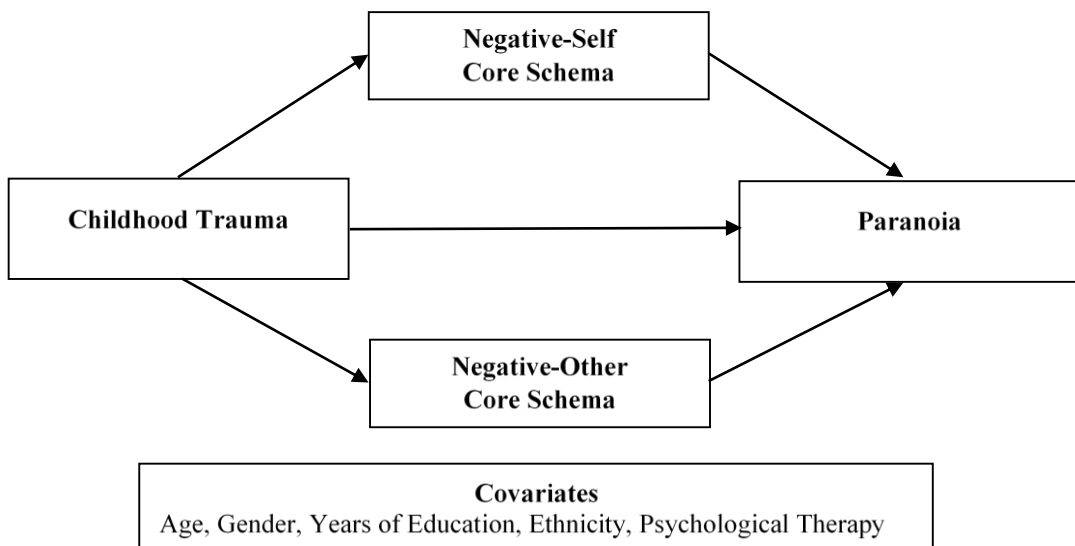 Negative-Self
Core Schema
Childhood Trauma
Paranoia
Negative-Other
Core Schema
Covariates
Age, Gender, Years of Education, Ethnicity, Psychological Therapy